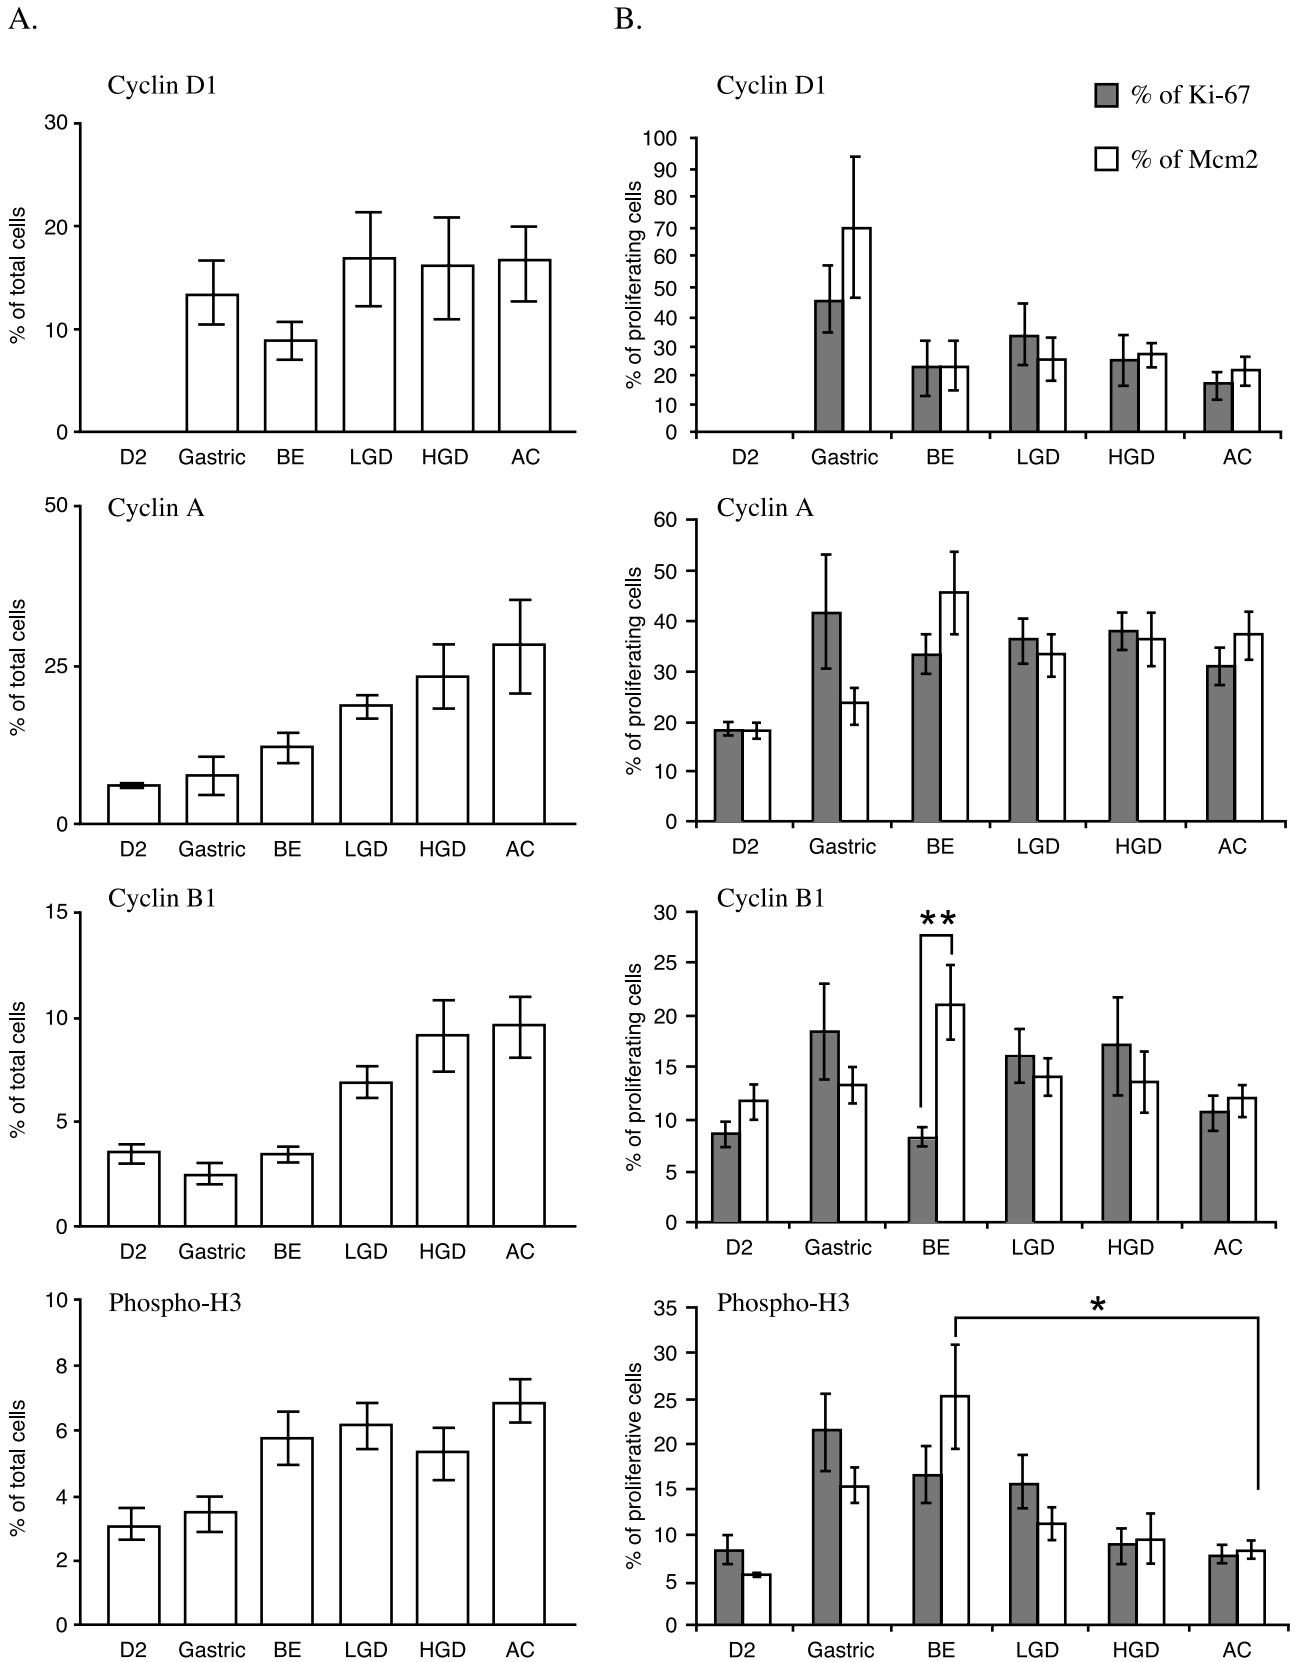 A.
Cyclin D1
% of total cells
30
20
10
0
D2 Gastric BE LGD HGD AC
Cyclin A
% of total cells
50
25
0
D2 Gastric BE LGD HGD AC
Cyclin B1
% of total cells
15
10
5
0
D2 Gastric BE LGD HGD AC
Phospho-H3
% of total cells
10
8
6
4
2
0
D2 Gastric BE LGD HGD AC
B.
Cyclin D1
% of Ki-67
% of Mcm2
% of proliferating cells
100
90
80
70
60
50
40
30
20
10
0
D2 Gastric BE LGD HGD AC
Cyclin A
% of proliferating cells
60
50
40
30
20
10
0
D2 Gastric BE LGD HGD AC
Cyclin B1
**
% of proliferating cells
30
25
20
15
10
5
0
D2 Gastric BE LGD HGD AC
Phospho-H3
*
% of proliferative cells
35
30
25
20
15
10
5
0
D2 Gastric BE LGD HGD AC